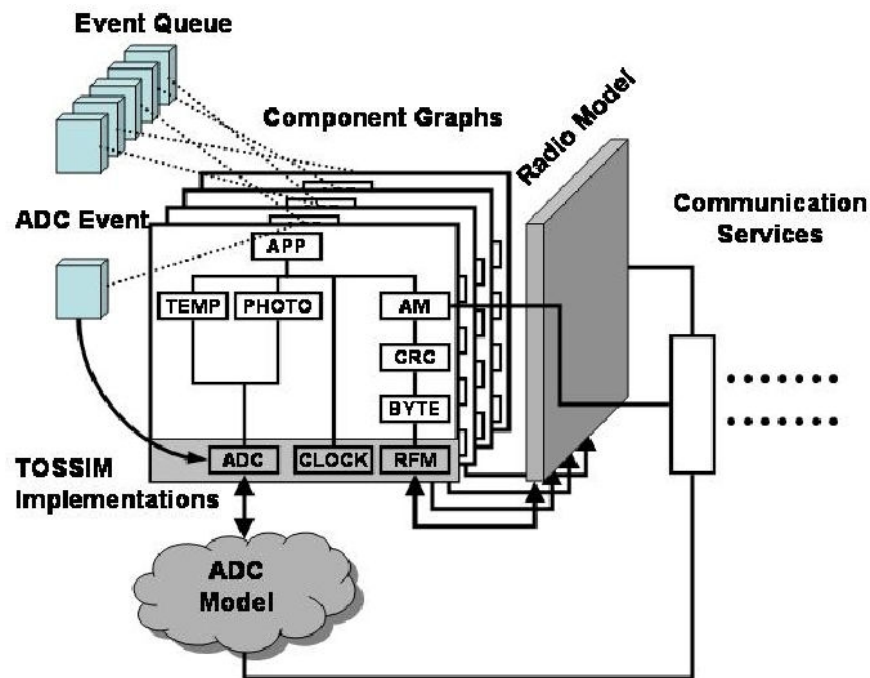 Event Queue
Component Graphs
Radio Model
ADC Event
Communication
Services
APP
TEMP
PHOTO
AM
CRC
BYTE
ADC
CLOCK
RFM
TOSSIM
Implementations
ADC
Model